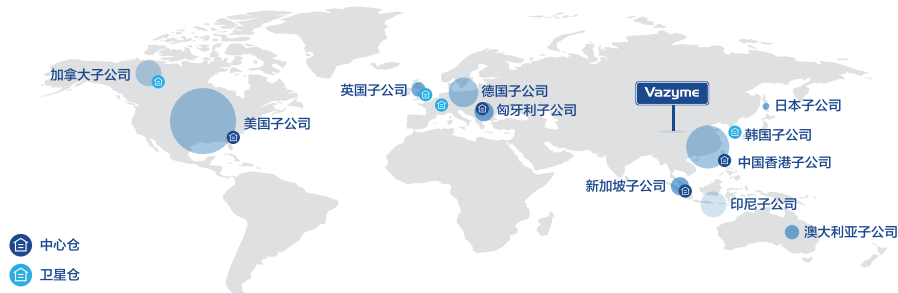 加拿大子公司
英国子公司
德国子公司
匈牙利子公司
Vazyme
日本子公司
美国子公司
韩国子公司
中国香港子公司
新加坡子公司
印尼子公司
澳大利亚子公司
中心仓
卫星仓